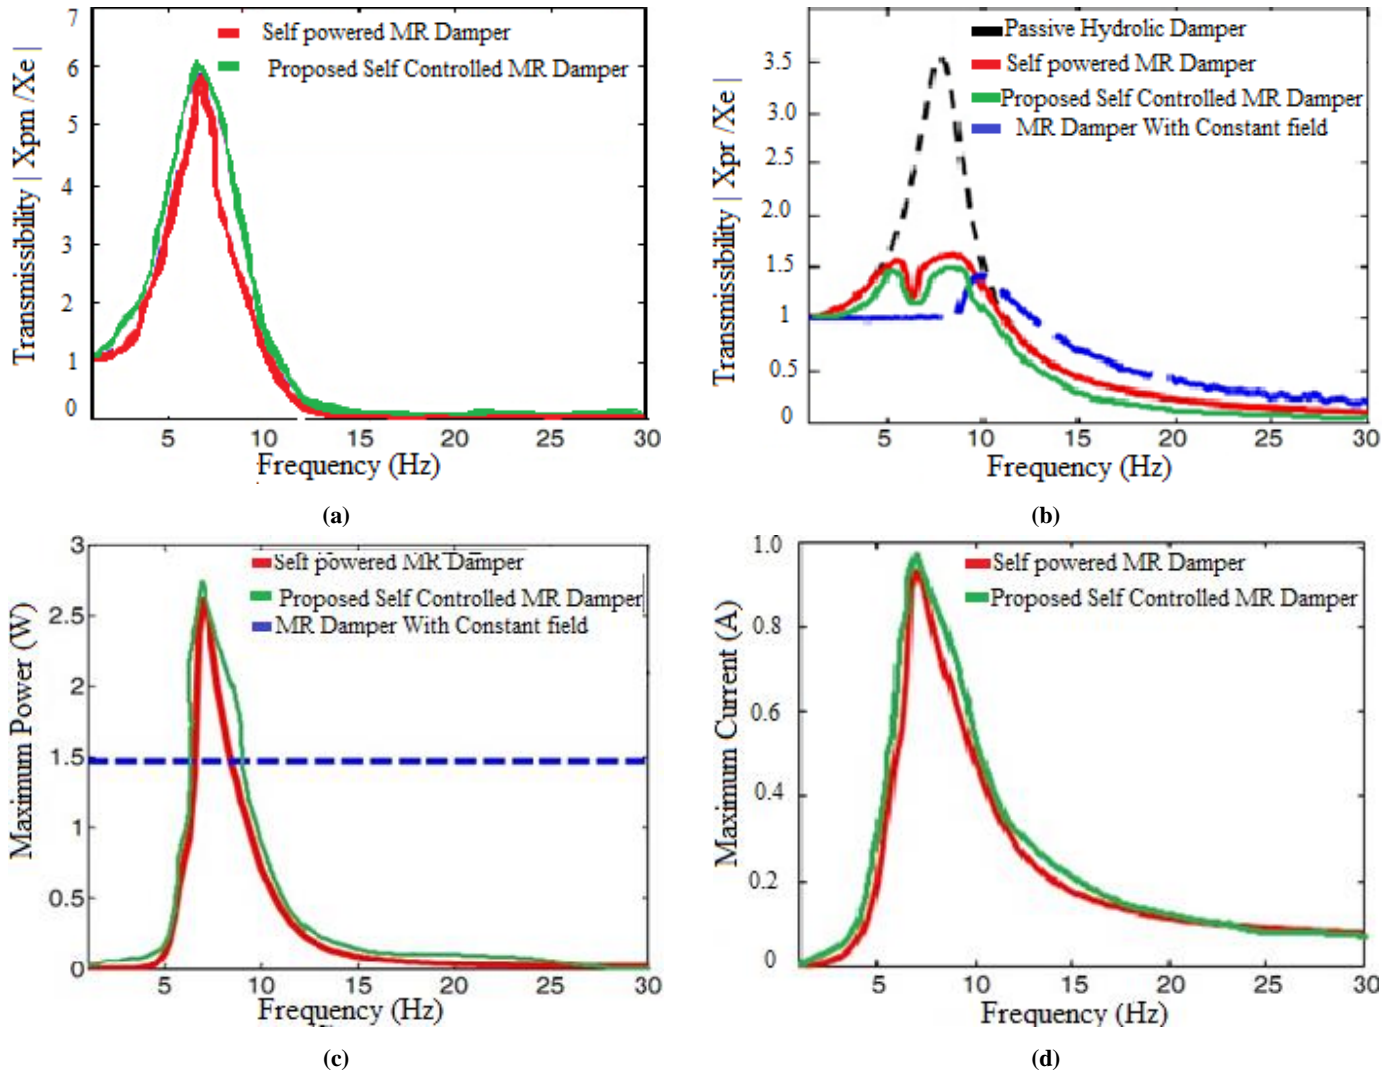 7
6
5
4
3
2
1
0
Transmissibility | Xpm /Xe |
Self powered MR Damper
Proposed Self Controlled MR Damper
5
10
15
20
25
30
Frequency (Hz)
(a)
3.5
3.0
2.5
2.0
1.5
1
0.5
0
Transmissibility | Xpr /Xe |
Passive Hydrolic Damper
Self powered MR Damper
Proposed Self Controlled MR Damper
MR Damper With Constant field
5
10
15
20
25
30
Frequency (Hz)
(b)
3
2.5
2
1.5
1
0.5
0
Maximum Power (W)
Self powered MR Damper
Proposed Self Controlled MR Damper
MR Damper With Constant field
5
10
15
20
25
30
Frequency (Hz)
(c)
1.0
0.8
0.6
0.4
0.2
0
Maximum Current (A)
Self powered MR Damper
Proposed Self Controlled MR Damper
5
10
15
20
25
30
Frequency (Hz)
(d)